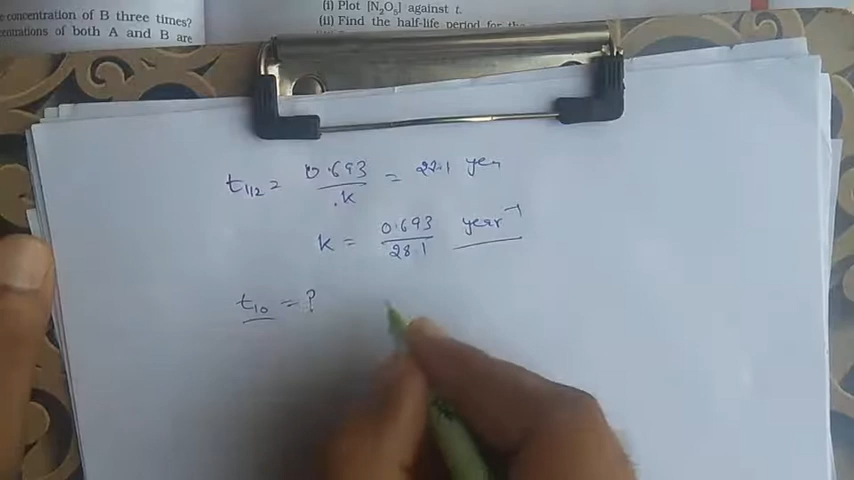 e concentration of B three times?
centrations of both A and B are
(i) Plot [N₂O₅] against t.
(ii) Find the half-life period for the
t₁/₂ = 0.693 / k = 28.1 year
k = 0.693 / 28.1 year⁻¹
t₁₀ = ?